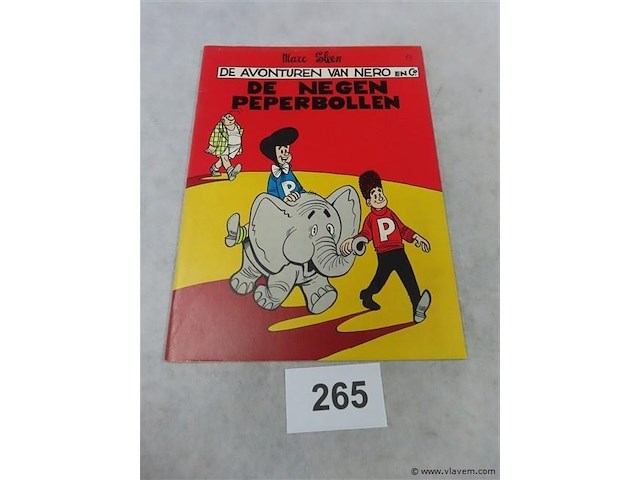 Marc Sleen
DE AVONTUREN VAN NERO EN Co
DE NEGEN
PEPERBOLLEN
P
P
265
© www.vlavem.com